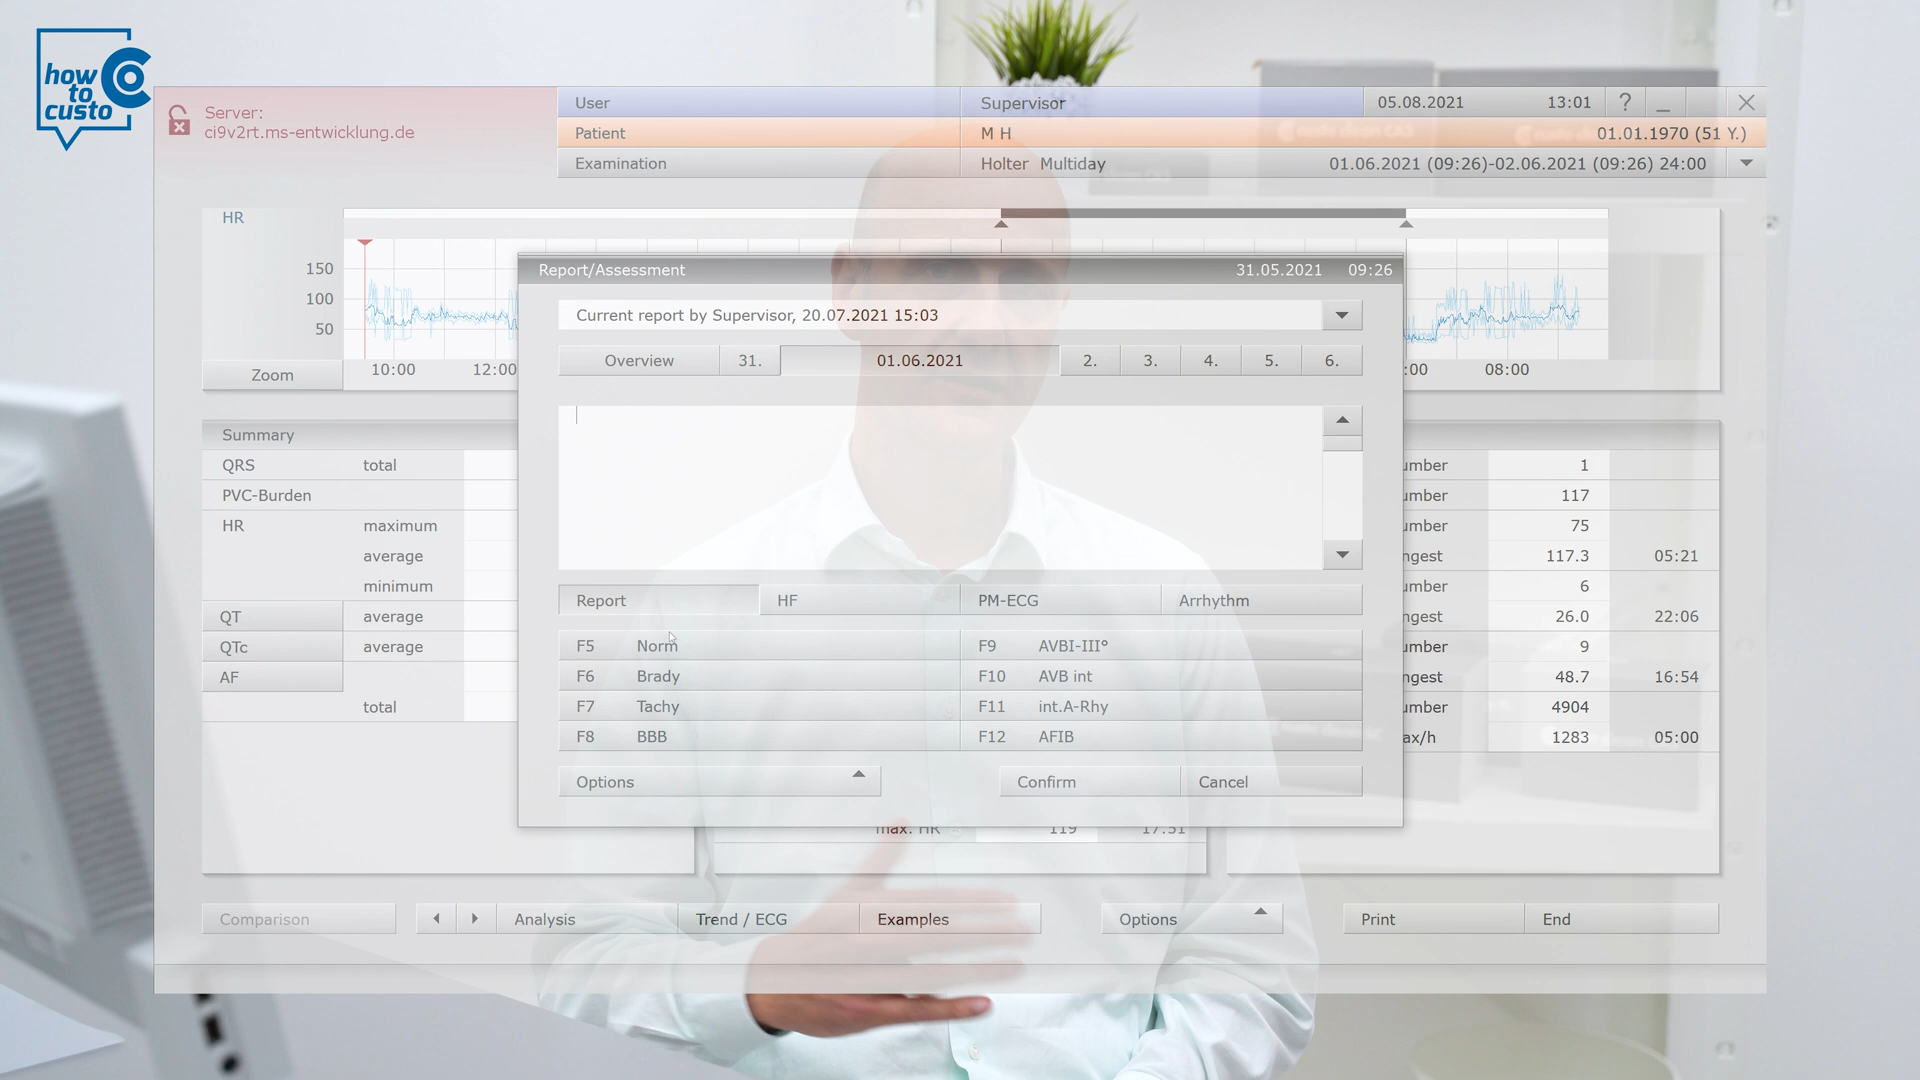 how
to
custo
Server:
ci9v2rt.ms-entwicklung.de
User Supervisor 05.08.2021 13:01 ? _
Patient M H 01.01.1970 (51 Y.)
Examination Holter Multiday 01.06.2021 (09:26)-02.06.2021 (09:26) 24:00
HR
150
100
50
Zoom 10:00 12:00 :00 08:00
Report/Assessment 31.05.2021 09:26
Current report by Supervisor, 20.07.2021 15:03
Overview 31. 01.06.2021 2. 3. 4. 5. 6.
Report HF PM-ECG Arrhythm
F5 Norm F9 AVBI-III°
F6 Brady F10 AVB int
F7 Tachy F11 int.A-Rhy
F8 BBB F12 AFIB
Options Confirm Cancel
Summary
QRS total
PVC-Burden
HR maximum
average
minimum
QT average
QTc average
AF
total
umber 1
umber 117
umber 75
ngest 117.3 05:21
umber 6
ngest 26.0 22:06
umber 9
ngest 48.7 16:54
umber 4904
ax/h 1283 05:00
max. HR 119 17:51
Comparison Analysis Trend / ECG Examples Options Print End